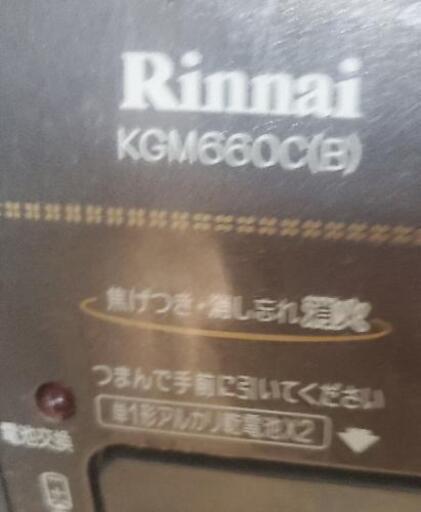 Rinnai
KGM660C(B)
焦げつき・消し忘れ消火
つまんで手前に引いてください
単1形アルカリ乾電池X2
電池交換